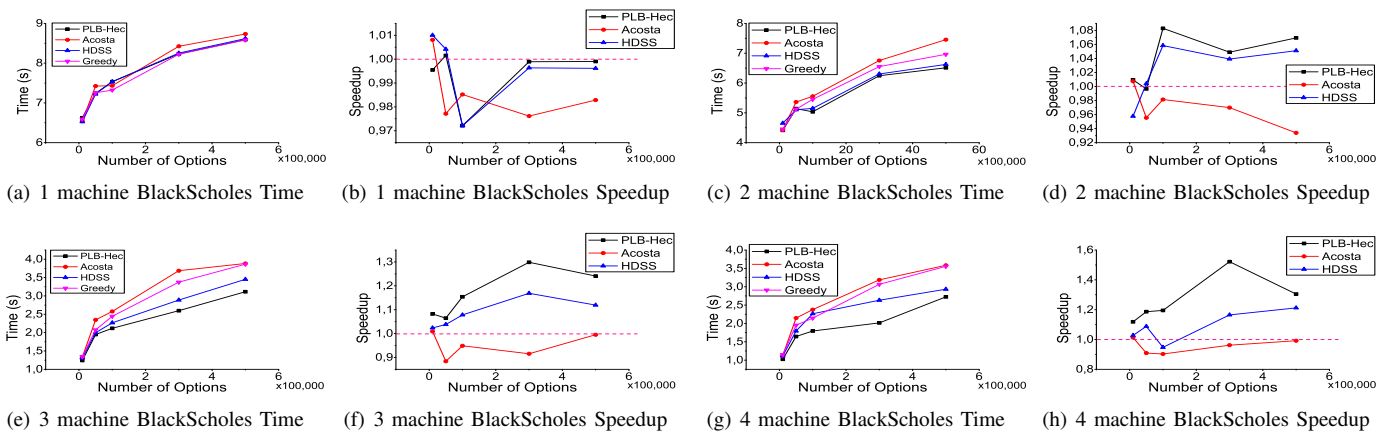 PLB-Hec
Acosta
HDSS
Greedy
Time (s)
9
8
7
6
0 2 4 6
Number of Options
x100,000
(a) 1 machine BlackScholes Time
PLB-Hec
Acosta
HDSS
Speedup
1,01
1,00
0,99
0,98
0,97
0 2 4 6
Number of Options
x100,000
(b) 1 machine BlackScholes Speedup
PLB-Hec
Acosta
HDSS
Greedy
Time (s)
8
7
6
5
4
0 20 40 60
Number of Options
x100,000
(c) 2 machine BlackScholes Time
PLB-Hec
Acosta
HDSS
Speedup
1,08
1,06
1,04
1,02
1,00
0,98
0,96
0,94
0,92
0 2 4 6
Number of Options
x100,000
(d) 2 machine BlackScholes Speedup
PLB-Hec
Acosta
HDSS
Greedy
Time (s)
4,0
3,5
3,0
2,5
2,0
1,5
1,0
0 2 4 6
Number of Options
x100,000
(e) 3 machine BlackScholes Time
PLB-Hec
Acosta
HDSS
Speedup
1,3
1,2
1,1
1,0
0,9
0 2 4 6
Number of Options
x100,000
(f) 3 machine BlackScholes Speedup
PLB-Hec
Acosta
HDSS
Greedy
Time (s)
4,0
3,5
3,0
2,5
2,0
1,5
1,0
0 20 40 60
Number of Options
x100,000
(g) 4 machine BlackScholes Time
PLB-Hec
Acosta
HDSS
Speedup
1,6
1,4
1,2
1,0
0,8
0 2 4 6
Number of Options
x100,000
(h) 4 machine BlackScholes Speedup